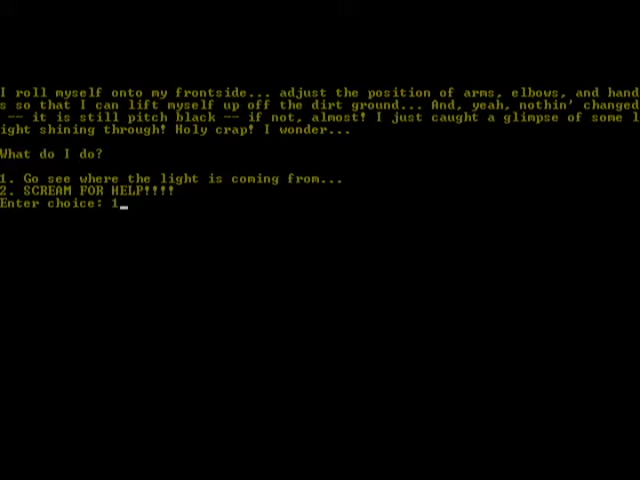 I roll myself onto my frontside... adjust the position of arms, elbows, and hand
s so that I can lift myself up off the dirt ground... And, yeah, nothin' changed
 -- it is still pitch black -- if not, almost! I just caught a glimpse of some l
ight shining through! Holy crap! I wonder...
What do I do?
1. Go see where the light is coming from...
2. SCREAM FOR HELP!!!!
Enter choice: 1_